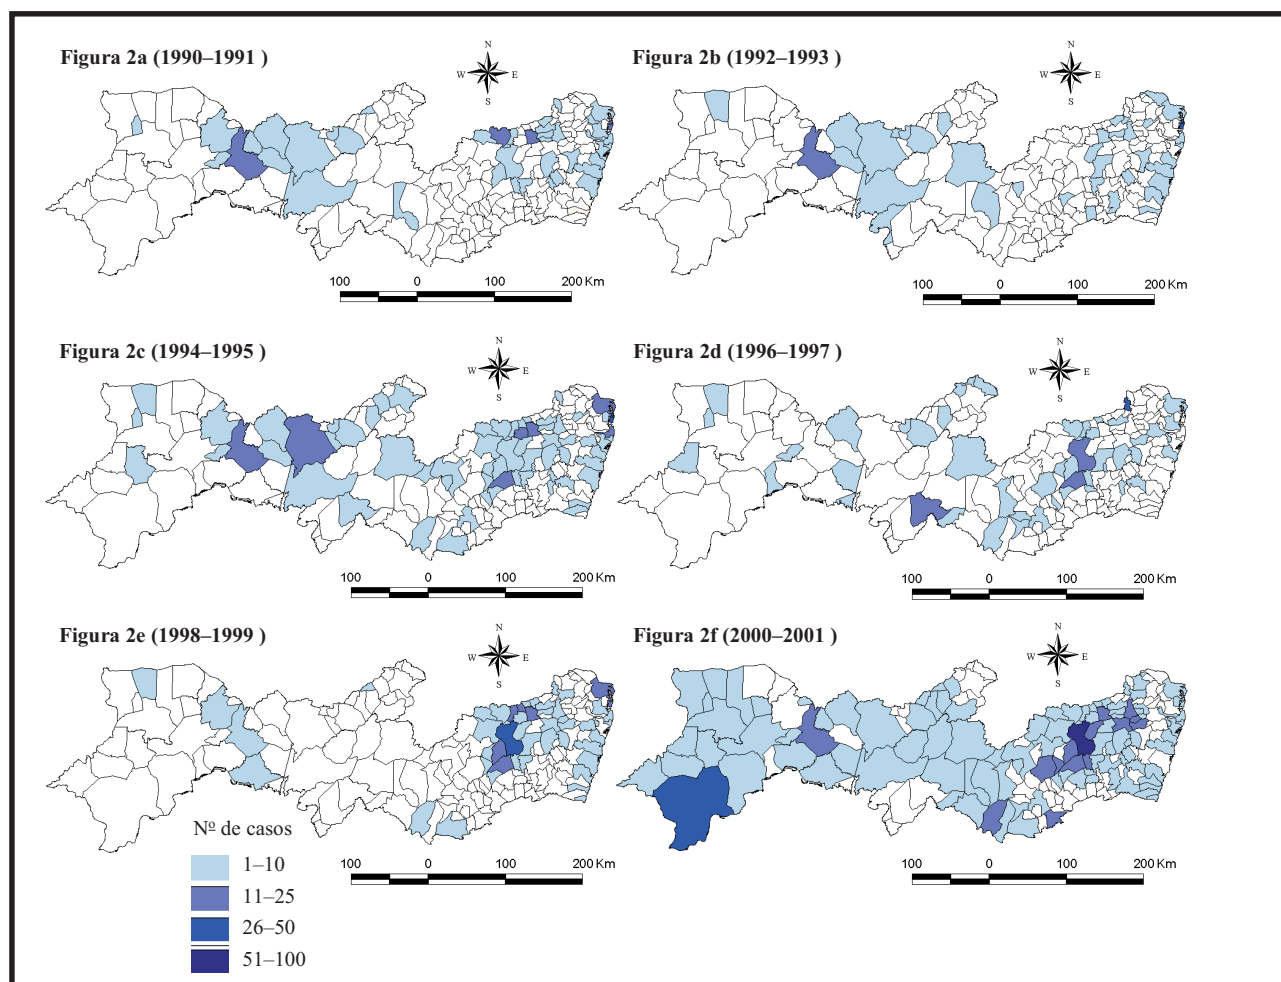 Figura 2a (1990–1991 )
N
W E
S
100 0 100 200 Km
Figura 2b (1992–1993 )
N
W E
S
100 0 100 200 Km
Figura 2c (1994–1995 )
N
W E
S
100 0 100 200 Km
Figura 2d (1996–1997 )
N
W E
S
100 0 100 200 Km
Figura 2e (1998–1999 )
N
W E
S
100 0 100 200 Km
Nº de casos
1–10
11–25
26–50
51–100
Figura 2f (2000–2001 )
N
W E
S
100 0 100 200 Km